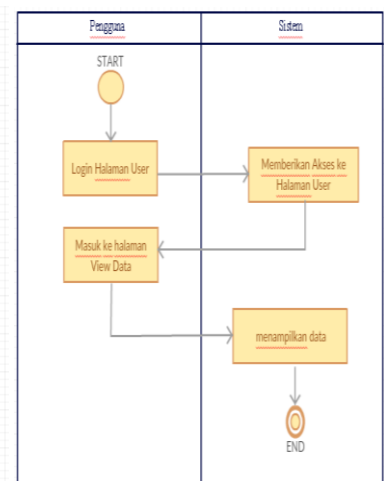 Pengguna
Sistem
START
Login Halaman User
Memberikan Akses ke
Halaman User
Masuk ke halaman
View Data
menampilkan data
END